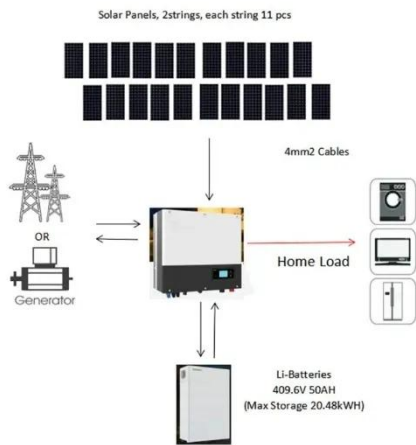 Solar Panels, 2strings, each string 11 pcs
4mm2 Cables
OR
Generator
Home Load
Li-Batteries
409.6V 50AH
(Max Storage 20.48kWH)